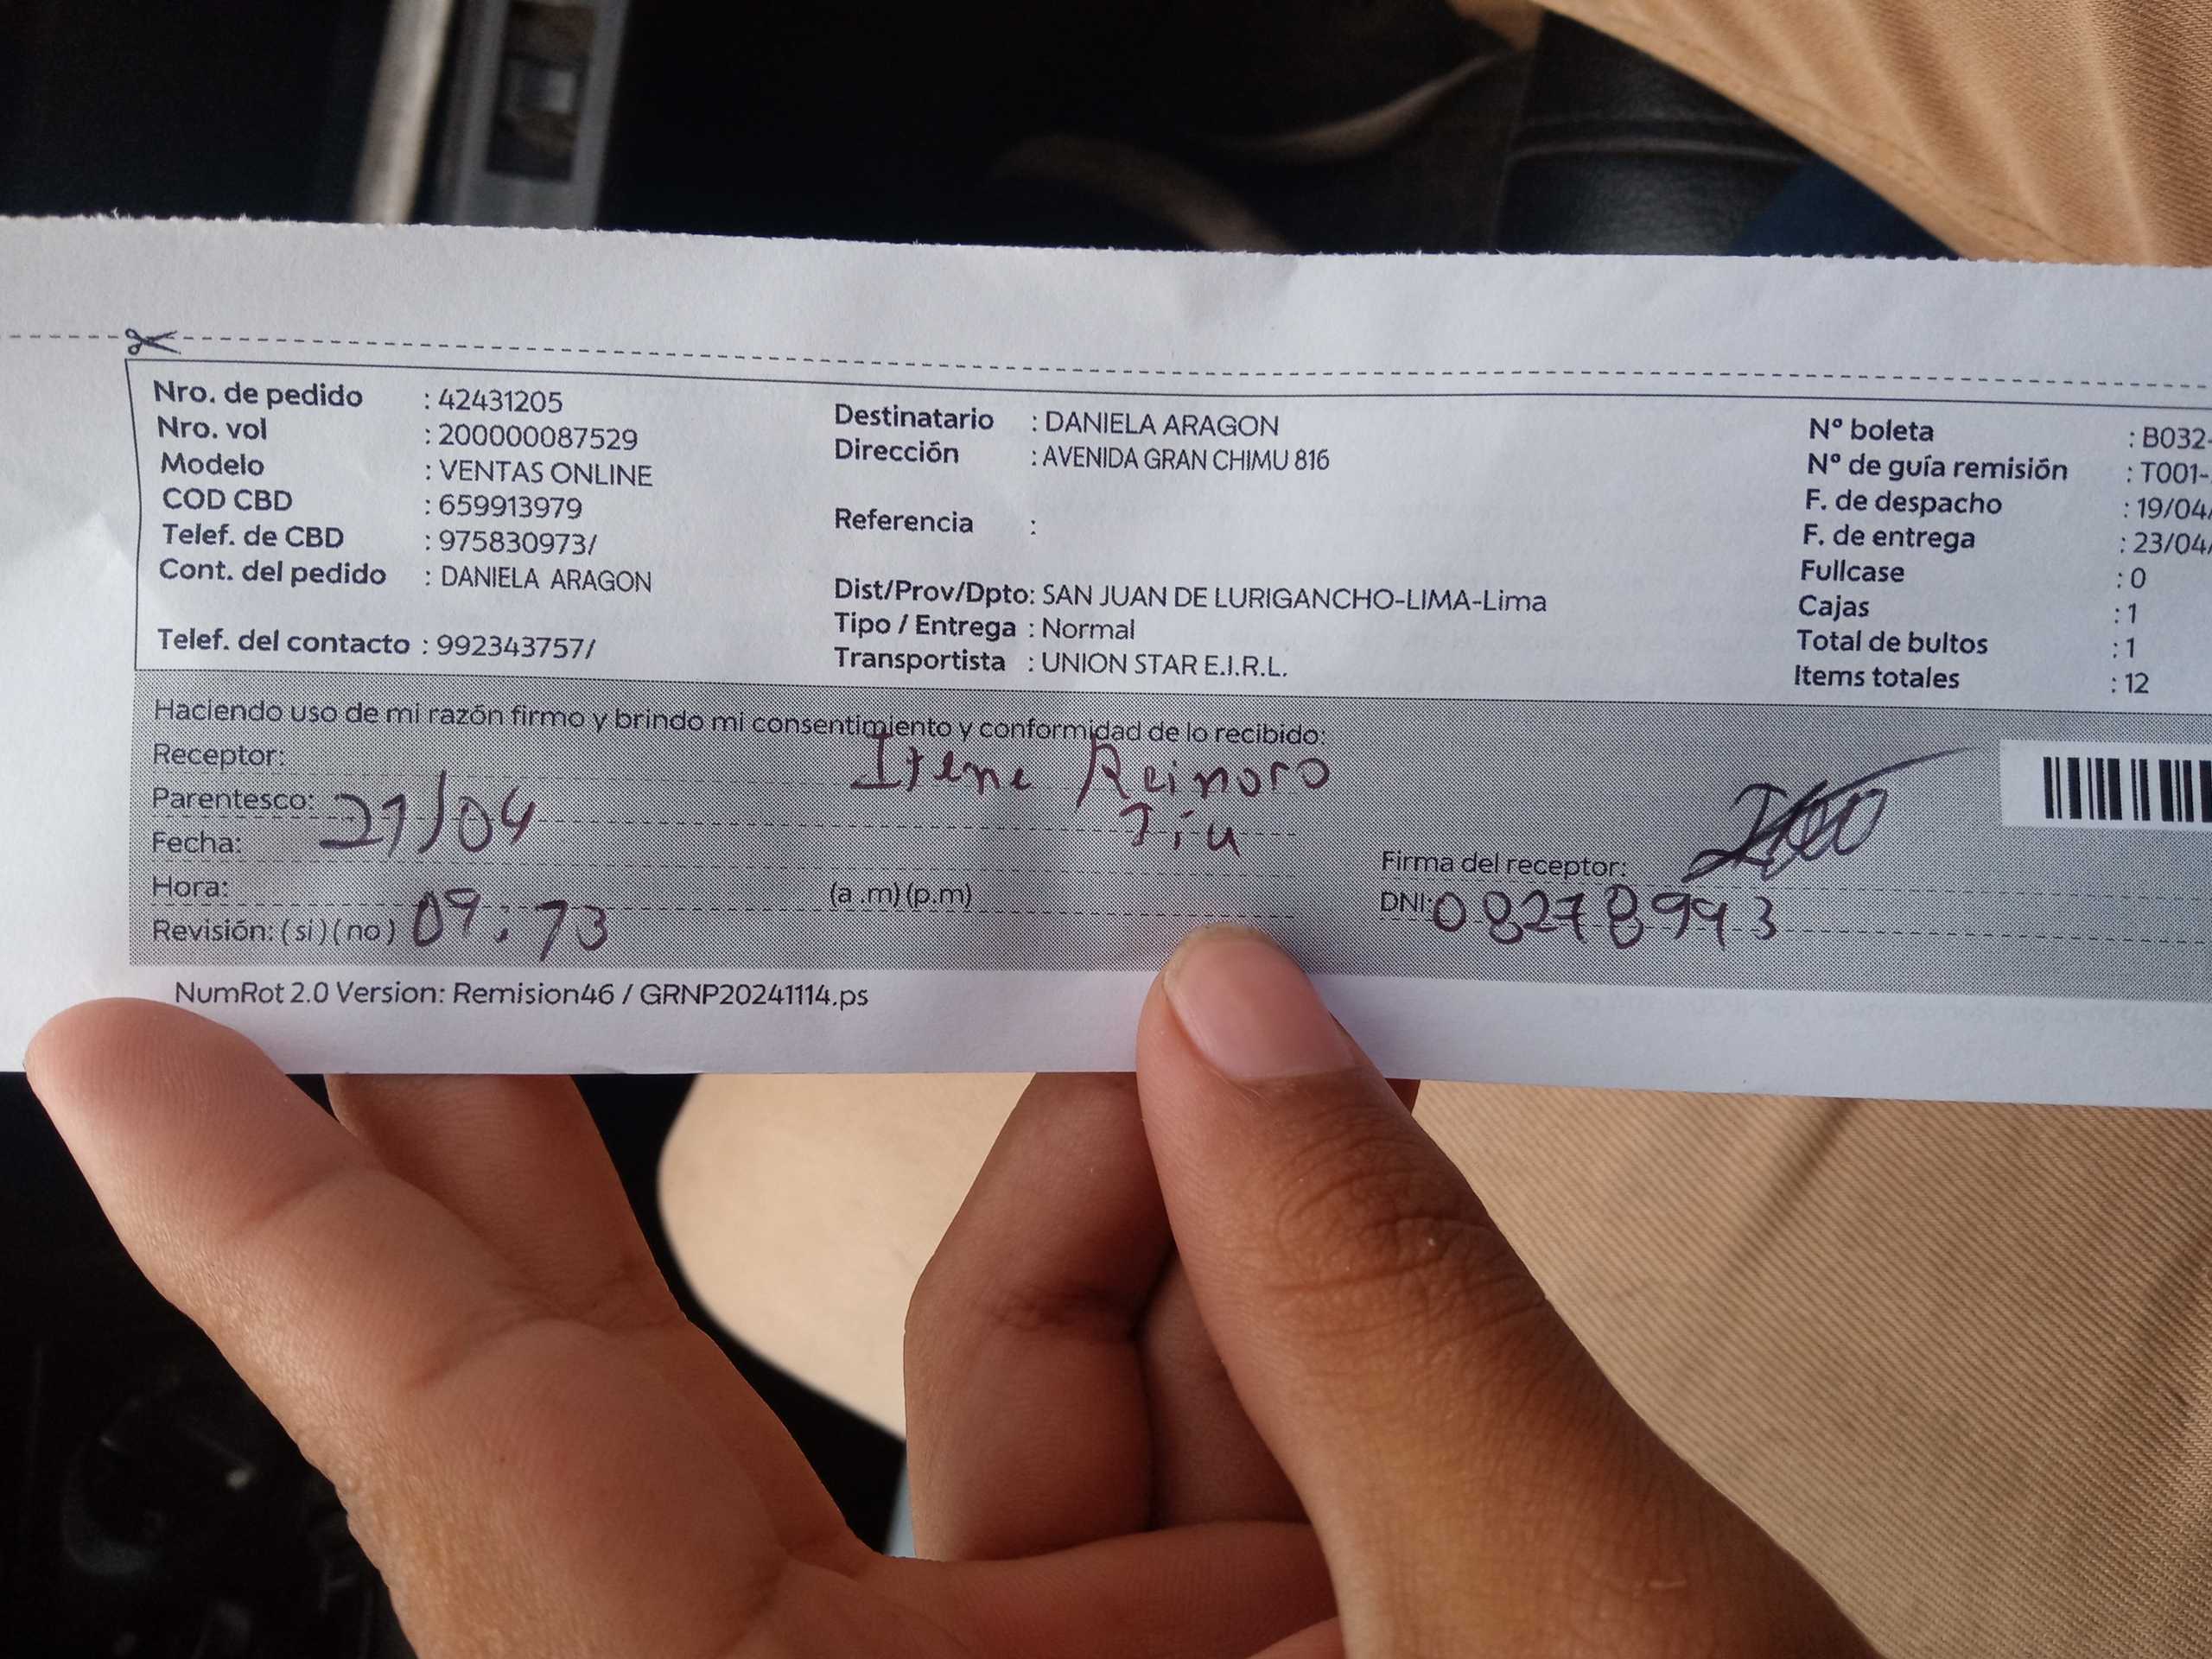 Nro. de pedido : 42431205
Nro. vol : 200000087529
Modelo : VENTAS ONLINE
COD CBD : 659913979
Telef. de CBD : 975830973/
Cont. del pedido : DANIELA ARAGON
Telef. del contacto : 992343757/
Destinatario : DANIELA ARAGON
Dirección : AVENIDA GRAN CHIMU 816
Referencia :
Dist/Prov/Dpto: SAN JUAN DE LURIGANCHO-LIMA-Lima
Tipo / Entrega : Normal
Transportista : UNION STAR E.I.R.L.
Nº boleta : B032-
Nº de guía remisión : T001-
F. de despacho : 19/04/
F. de entrega : 23/04/
Fullcase : 0
Cajas : 1
Total de bultos : 1
Items totales : 12
Haciendo uso de mi razón firmo y brindo mi consentimiento y conformidad de lo recibido:
Receptor: Irene Reinoro
Parentesco: Tia
Fecha: 21/04
Hora: (a .m) (p.m)
Revisión: (si) (no) 09:13
Firma del receptor:
DNI: 08278993
NumRot 2.0 Version: Remision46 / GRNP20241114.ps